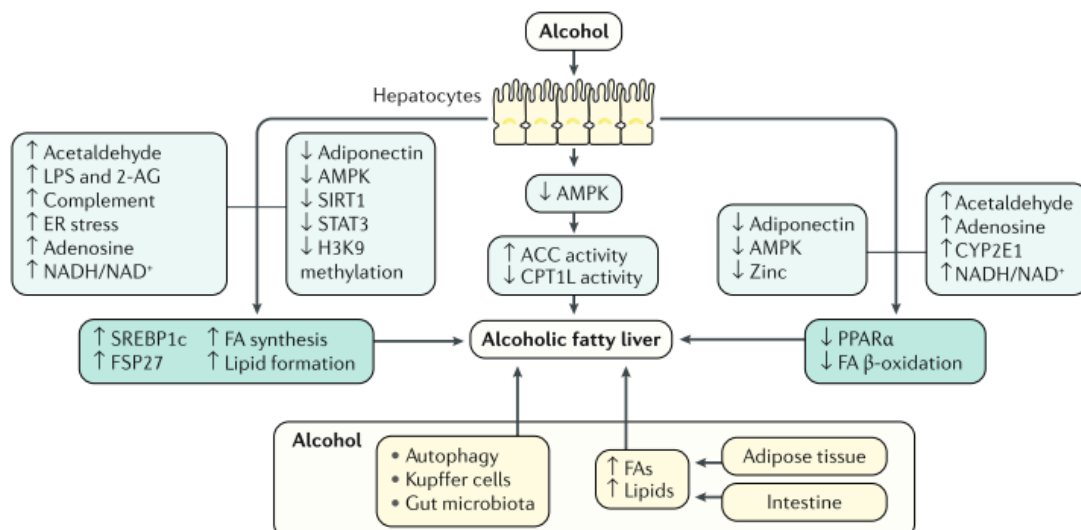 Alcohol
Hepatocytes
↑ Acetaldehyde
↑ LPS and 2-AG
↑ Complement
↑ ER stress
↑ Adenosine
↑ NADH/NAD⁺
↓ Adiponectin
↓ AMPK
↓ SIRT1
↓ STAT3
↓ H3K9
methylation
↓ AMPK
↑ ACC activity
↓ CPT1L activity
↓ Adiponectin
↓ AMPK
↓ Zinc
↑ Acetaldehyde
↑ Adenosine
↑ CYP2E1
↑ NADH/NAD⁺
↑ SREBP1c ↑ FA synthesis
↑ FSP27 ↑ Lipid formation
Alcoholic fatty liver
↓ PPARα
↓ FA β-oxidation
Alcohol
• Autophagy
• Kupffer cells
• Gut microbiota
↑ FAs
↑ Lipids
Adipose tissue
Intestine